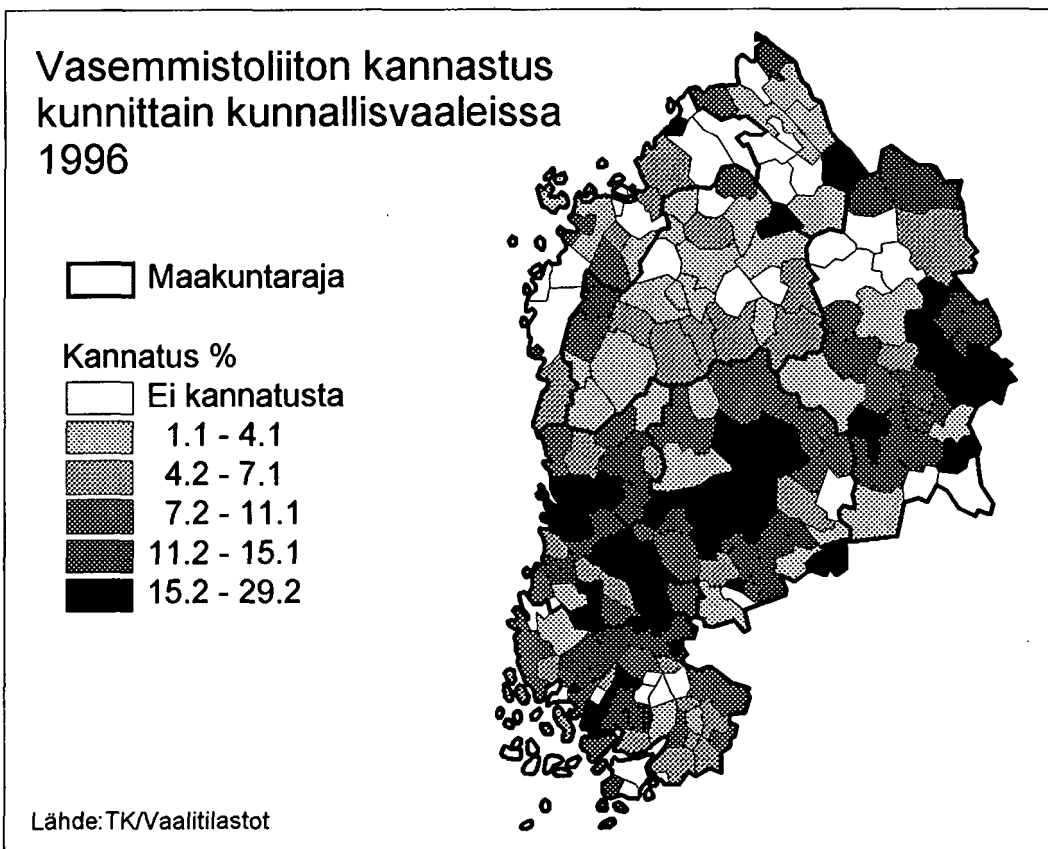 Vasemmistoliiton kannastus
kunnittain kunnallisvaaleissa
1996
Maakuntaraja
Kannatus %
Ei kannatusta
1.1 - 4.1
4.2 - 7.1
7.2 - 11.1
11.2 - 15.1
15.2 - 29.2
Lähde:TK/Vaalitilastot